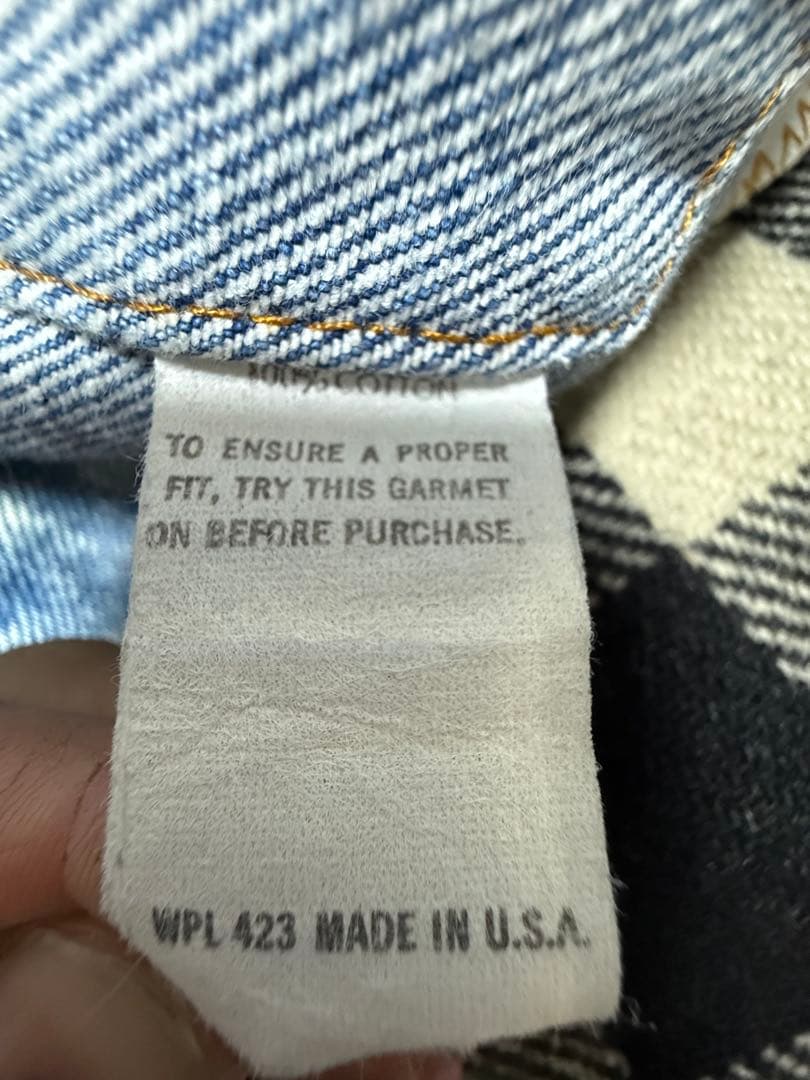 100% COTTON
TO ENSURE A PROPER
FIT, TRY THIS GARMET
ON BEFORE PURCHASE.
WPL 423 MADE IN U.S.A.